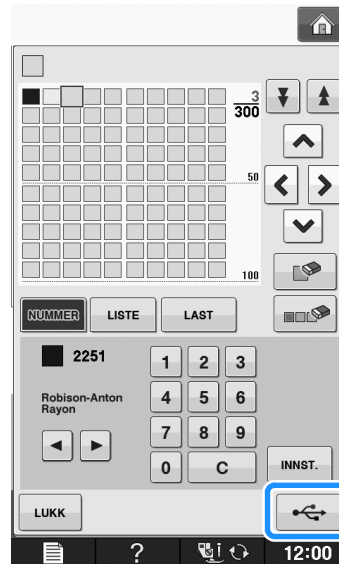 3
300
50
100
NUMMER LISTE LAST
2251
Robison-Anton
Rayon
1 2 3
4 5 6
7 8 9
0 C
INNST.
LUKK
? 12:00